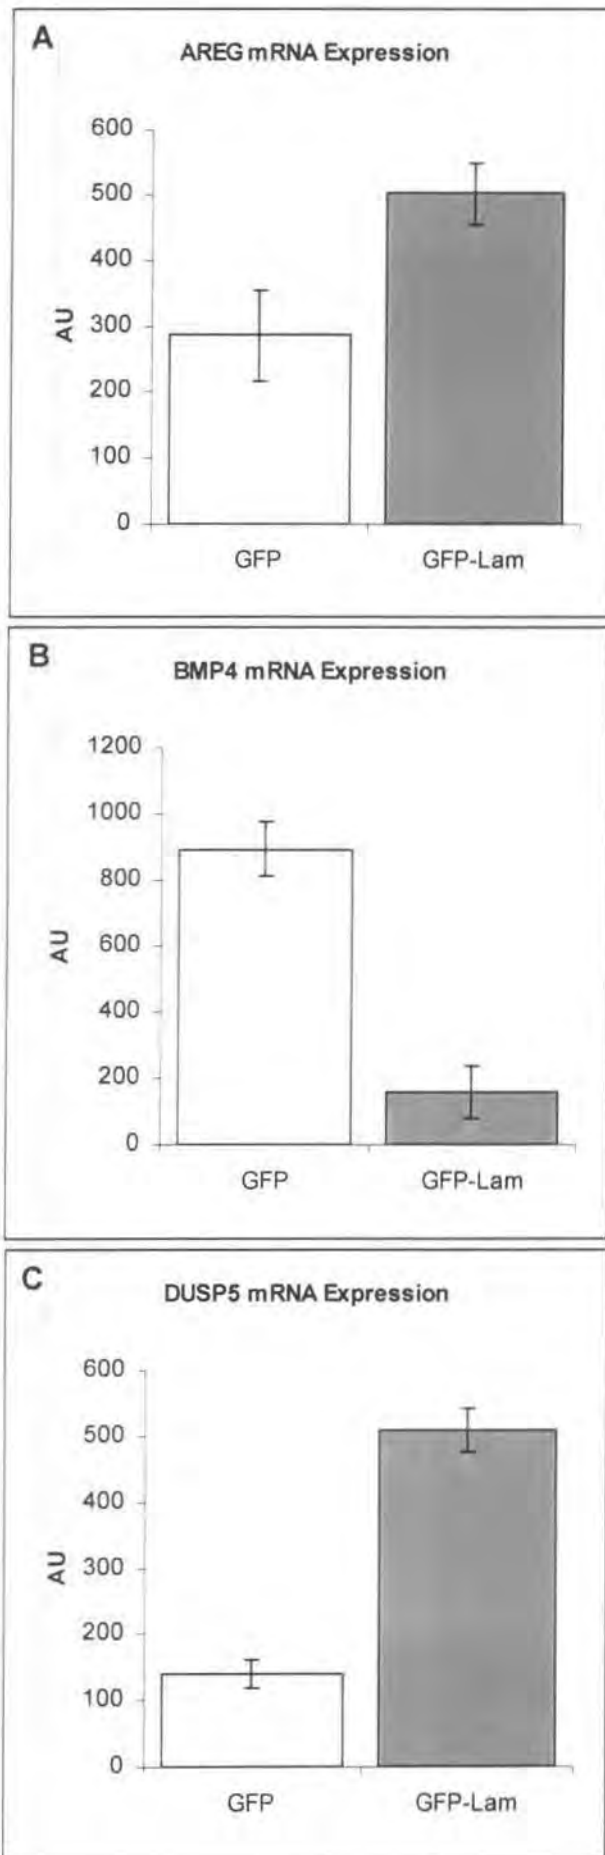 A
AREG mRNA Expression
600
500
400
300
200
100
0
AU
GFP GFP-Lam
B
BMP4 mRNA Expression
1200
1000
800
600
400
200
0
AU
GFP GFP-Lam
C
DUSP5 mRNA Expression
600
500
400
300
200
100
0
AU
GFP GFP-Lam